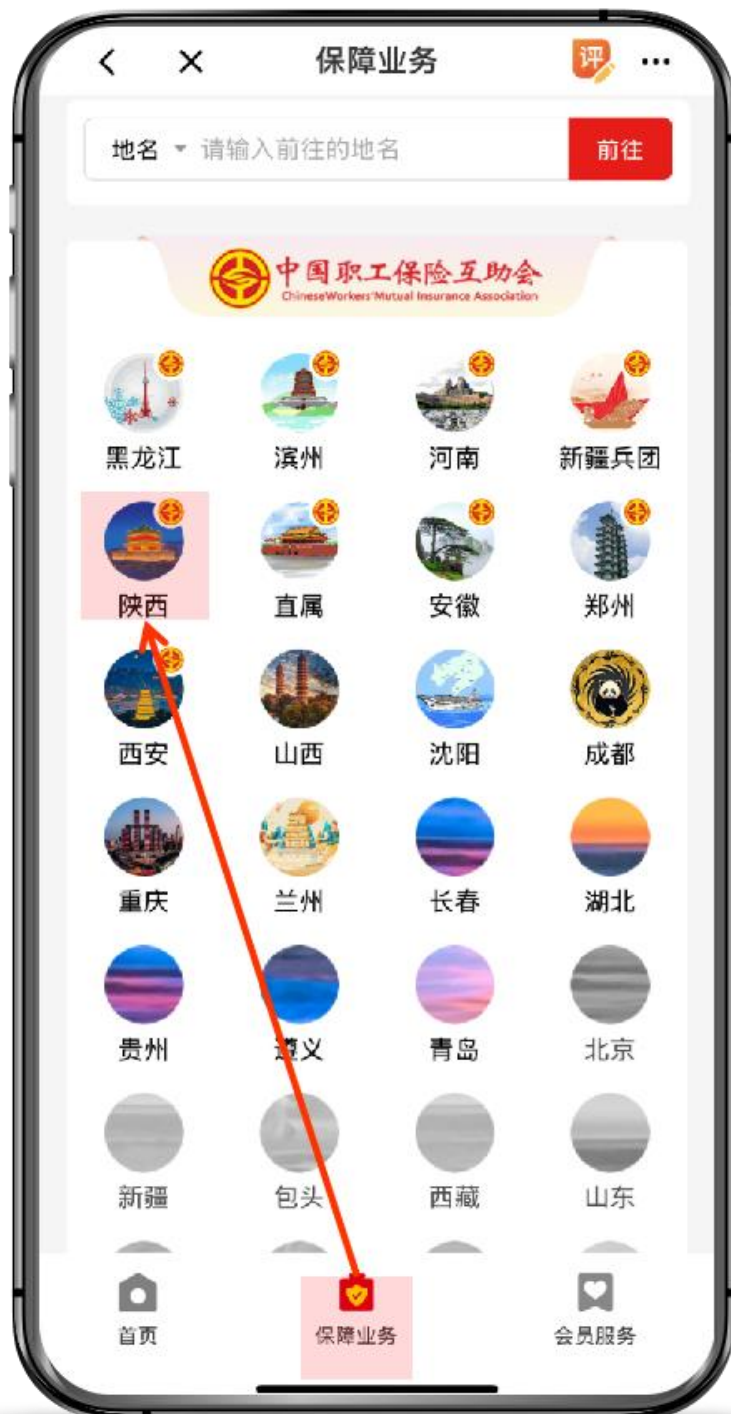 保障业务
评
地名 请输入前往的地名 前往
中国职工保险互助会
ChineseWorkers'Mutual Insurance Association
黑龙江 滨州 河南 新疆兵团
陕西 直属 安徽 郑州
西安 山西 沈阳 成都
重庆 兰州 长春 湖北
贵州 遵义 青岛 北京
新疆 包头 西藏 山东
首页 保障业务 会员服务